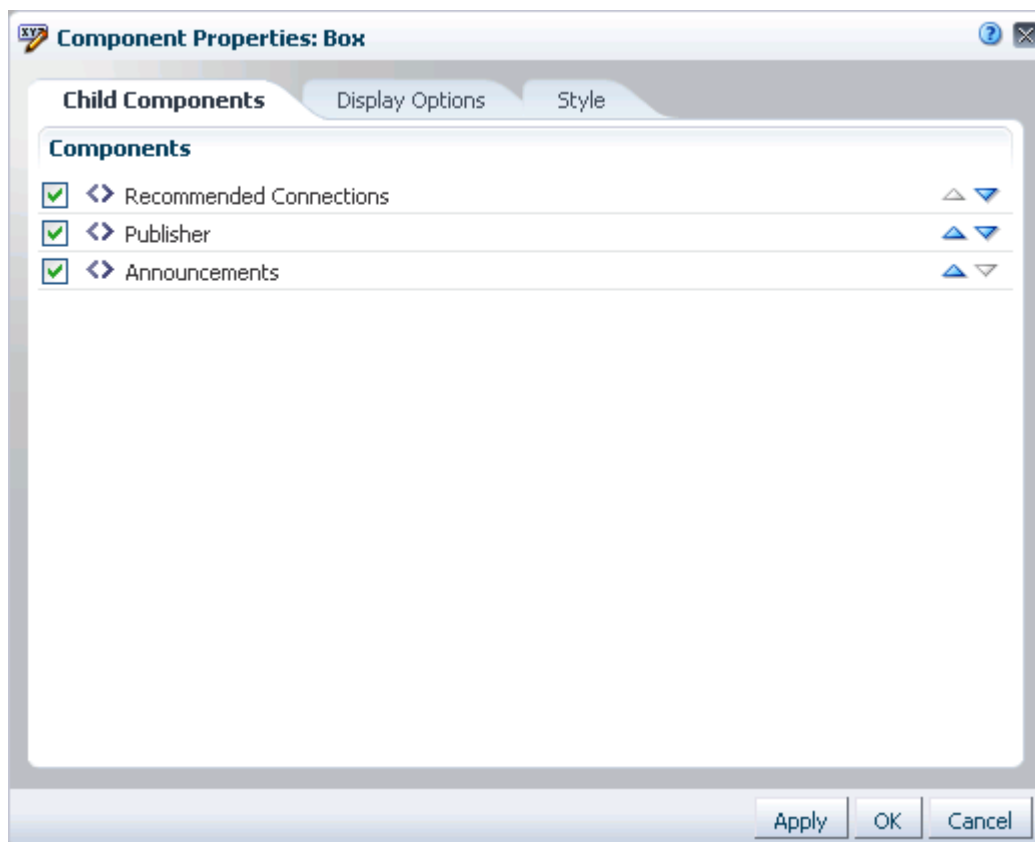 Component Properties: Box
Child Components Display Options Style
Components
Recommended Connections
Publisher
Announcements
Apply OK Cancel